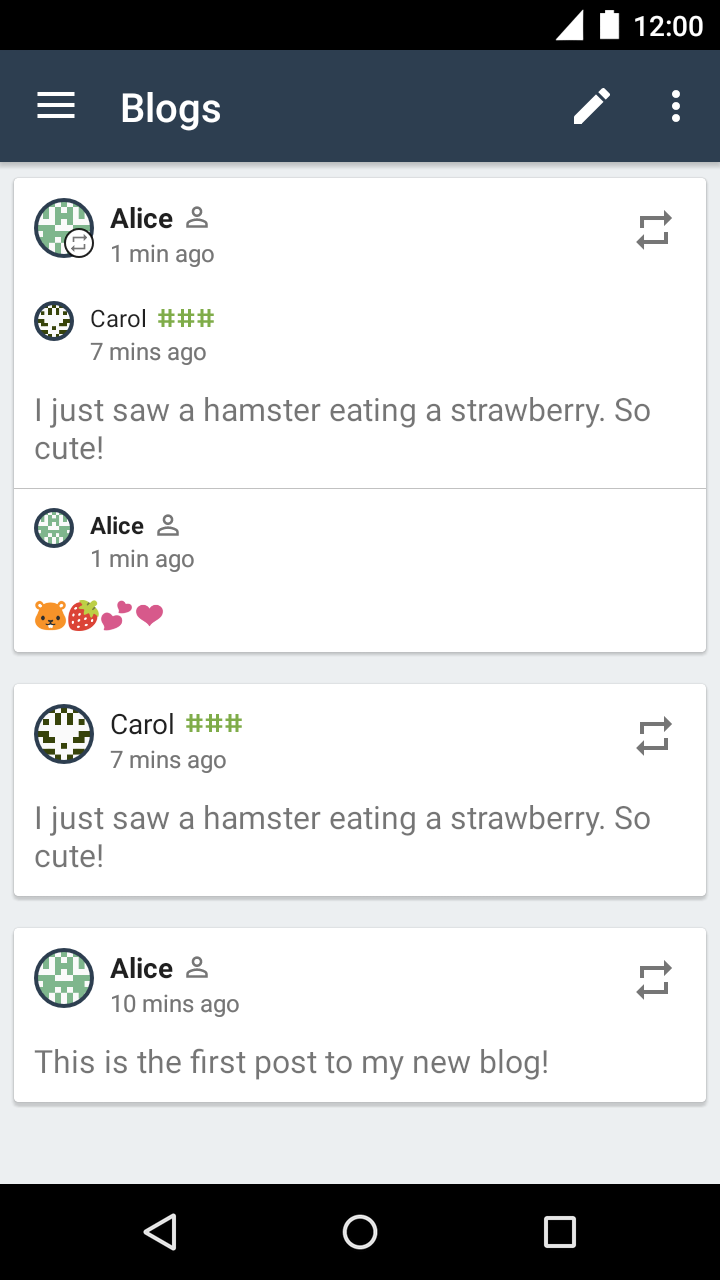 12:00
Blogs
Alice
1 min ago
Carol ###
7 mins ago
I just saw a hamster eating a strawberry. So
cute!
Alice
1 min ago
🐹🍓💕❤
Carol ###
7 mins ago
I just saw a hamster eating a strawberry. So
cute!
Alice
10 mins ago
This is the first post to my new blog!